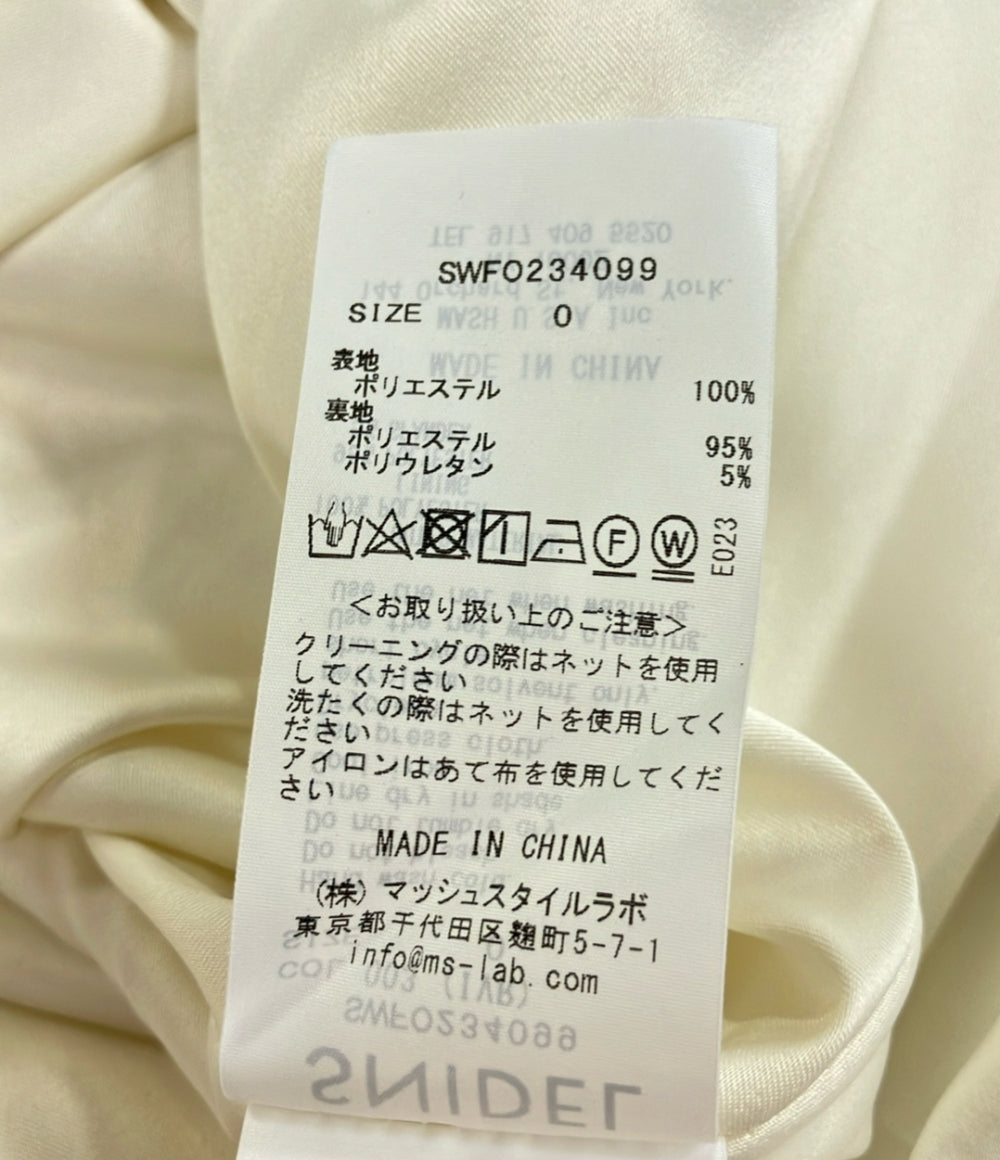 SWFO234099
SIZE 0
表地
ポリエステル 100%
裏地
ポリエステル 95%
ポリウレタン 5%
F W E023
<お取り扱い上のご注意>
クリーニングの際はネットを使用
してください
洗たくの際はネットを使用してく
ださい
アイロンはあて布を使用してくだ
さい
MADE IN CHINA
(株) マッシュスタイルラボ
東京都千代田区麹町5-7-1
info@ms-lab.com
COL 002 (IVR)
SWFO234099
SNIDEL